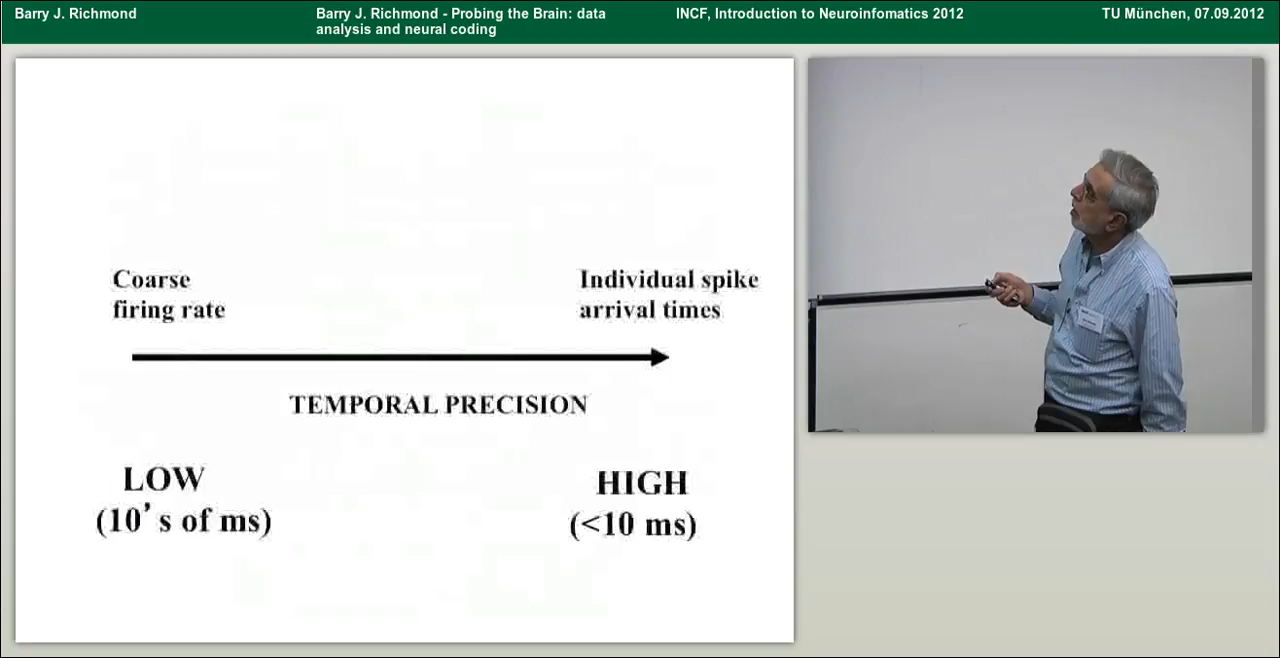 Barry J. Richmond
Barry J. Richmond - Probing the Brain: data
analysis and neural coding
INCF, Introduction to Neuroinfomatics 2012
TU München, 07.09.2012
Coarse
firing rate
Individual spike
arrival times
TEMPORAL PRECISION
LOW
(10's of ms)
HIGH
(<10 ms)